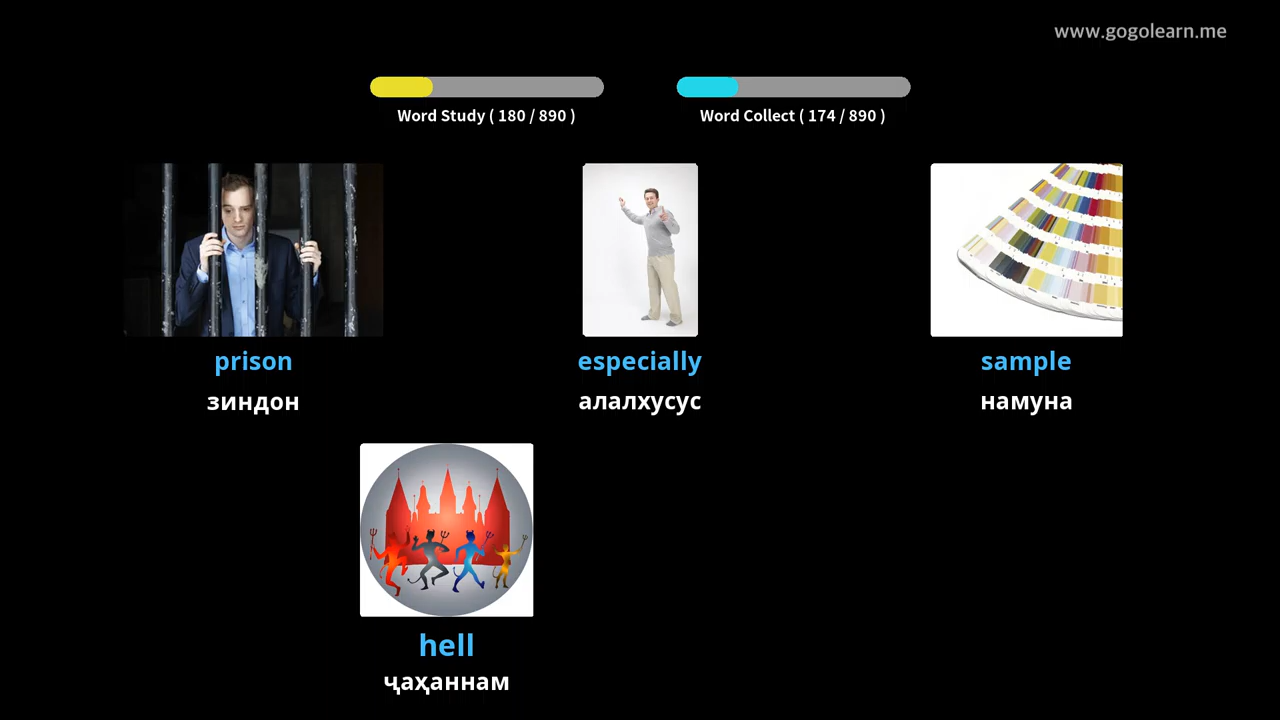 www.gogolearn.me
Word Study ( 180 / 890 )
Word Collect ( 174 / 890 )
prison
especially
sample
зиндон
алалхусус
намуна
hell
ҷаҳаннам